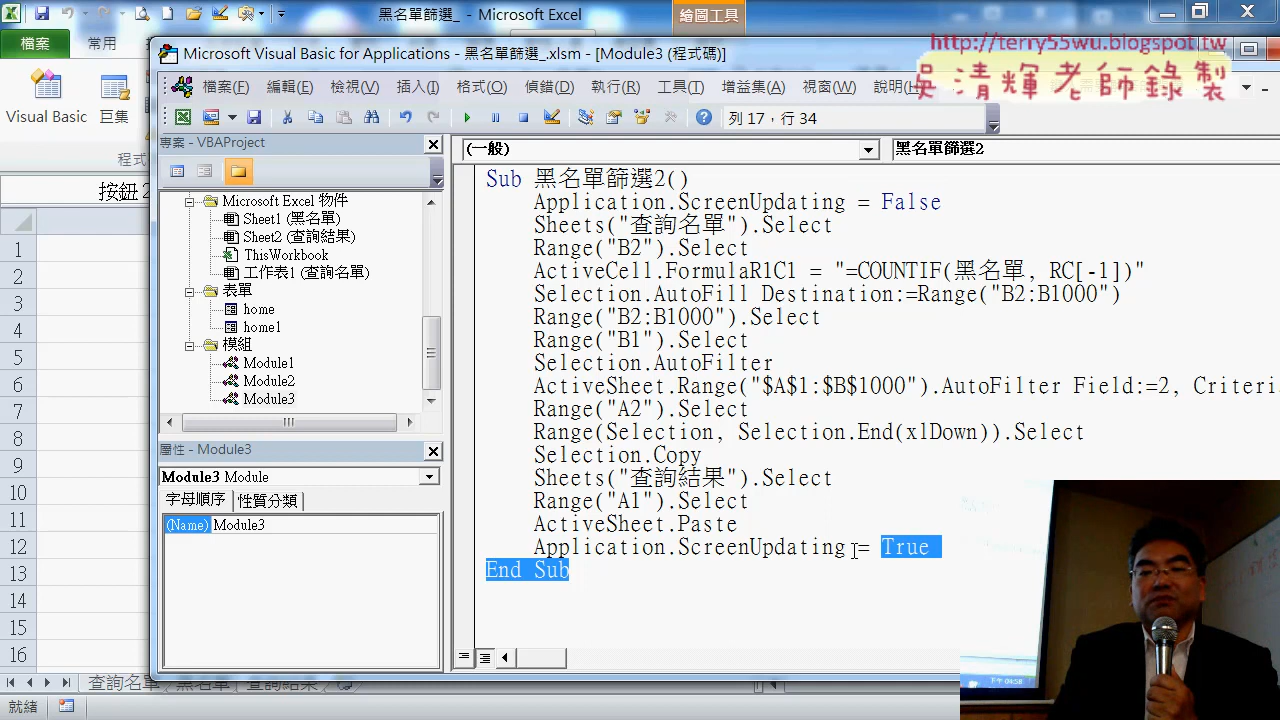 黑名單篩選_ - Microsoft Excel
繪圖工具
檔案
常用
Visual Basic
巨集
Microsoft Visual Basic for Applications - 黑名單篩選_.xlsm - [Module3 (程式碼)]
http://terry55wu.blogspot.tw
吳清輝老師錄製
檔案(F) 編輯(E) 檢視(V) 偵錯(D) 執行(R) 工具(T) 增益集(A) 視窗(W)
列 17，行 34
專案 - VBAProject
(一般)
黑名單篩選2
Microsoft Excel 物件
Sheet1 (黑名單)
Sheet2 (查詢結果)
ThisWorkbook
工作表1 (查詢名單)
表單
home
home1
模組
Module1
Module2
Module3
屬性 - Module3
Module3 Module
字母順序 性質分類
(Name) Module3
Sub 黑名單篩選2()
Application.ScreenUpdating = False
Sheets("查詢名單").Select
Range("B2").Select
ActiveCell.FormulaR1C1 = "=COUNTIF(黑名單, RC[-1])"
Selection.AutoFill Destination:=Range("B2:B1000")
Range("B2:B1000").Select
Range("B1").Select
Selection.AutoFilter
ActiveSheet.Range("$A$1:$B$1000").AutoFilter Field:=2, Criteria
Range("A2").Select
Range(Selection, Selection.End(xlDown)).Select
Selection.Copy
Sheets("查詢結果").Select
Range("A1").Select
ActiveSheet.Paste
Application.ScreenUpdating = True
End Sub
按鈕 2
1
2
3
4
5
6
7
8
9
10
11
12
13
14
15
16
查詢名單 黑名單 查詢結果
就緒
下午 04:58